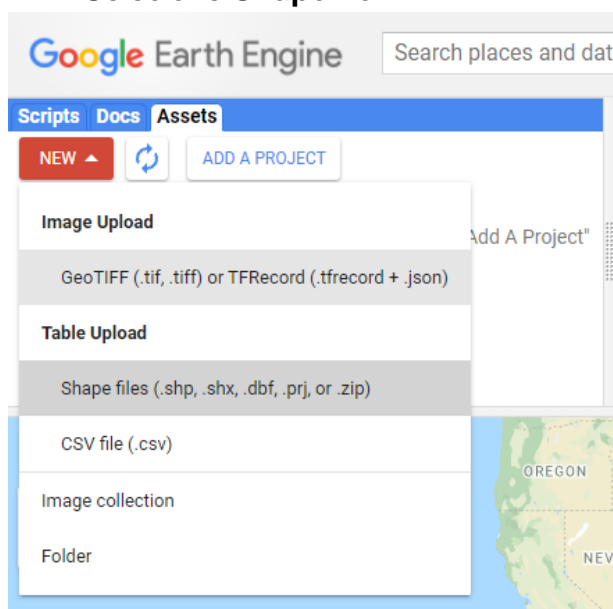 Google Earth Engine
Search places and dat
Scripts Docs Assets
NEW
ADD A PROJECT
Add A Project"
Image Upload
GeoTIFF (.tif, .tiff) or TFRecord (.tfrecord + .json)
Table Upload
Shape files (.shp, .shx, .dbf, .prj, or .zip)
CSV file (.csv)
Image collection
Folder
OREGON
NEV